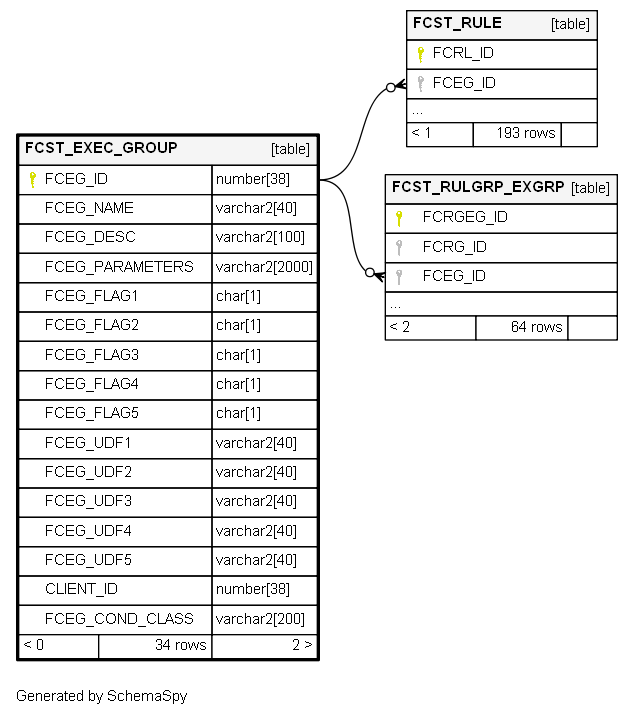 FCST_RULE [table]
FCRL_ID
FCEG_ID
...
< 1 193 rows
FCST_EXEC_GROUP [table]
FCEG_ID number[38]
FCEG_NAME varchar2[40]
FCEG_DESC varchar2[100]
FCEG_PARAMETERS varchar2[2000]
FCEG_FLAG1 char[1]
FCEG_FLAG2 char[1]
FCEG_FLAG3 char[1]
FCEG_FLAG4 char[1]
FCEG_FLAG5 char[1]
FCEG_UDF1 varchar2[40]
FCEG_UDF2 varchar2[40]
FCEG_UDF3 varchar2[40]
FCEG_UDF4 varchar2[40]
FCEG_UDF5 varchar2[40]
CLIENT_ID number[38]
FCEG_COND_CLASS varchar2[200]
< 0 34 rows 2 >
FCST_RULGRP_EXGRP [table]
FCRGEG_ID
FCRG_ID
FCEG_ID
...
< 2 64 rows
Generated by SchemaSpy